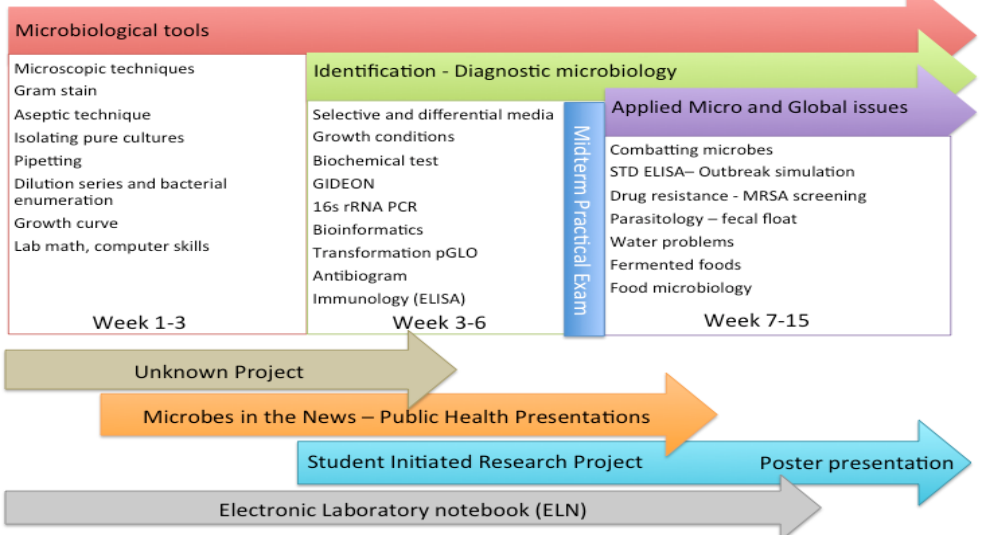 Microbiological tools
Microscopic techniques
Gram stain
Aseptic technique
Isolating pure cultures
Pipetting
Dilution series and bacterial
enumeration
Growth curve
Lab math, computer skills
Week 1-3
Identification - Diagnostic microbiology
Selective and differential media
Growth conditions
Biochemical test
GIDEON
16s rRNA PCR
Bioinformatics
Transformation pGLO
Antibiogram
Immunology (ELISA)
Week 3-6
Midterm Practical Exam
Applied Micro and Global issues
Combatting microbes
STD ELISA– Outbreak simulation
Drug resistance - MRSA screening
Parasitology – fecal float
Water problems
Fermented foods
Food microbiology
Week 7-15
Unknown Project
Microbes in the News – Public Health Presentations
Student Initiated Research Project
Poster presentation
Electronic Laboratory notebook (ELN)